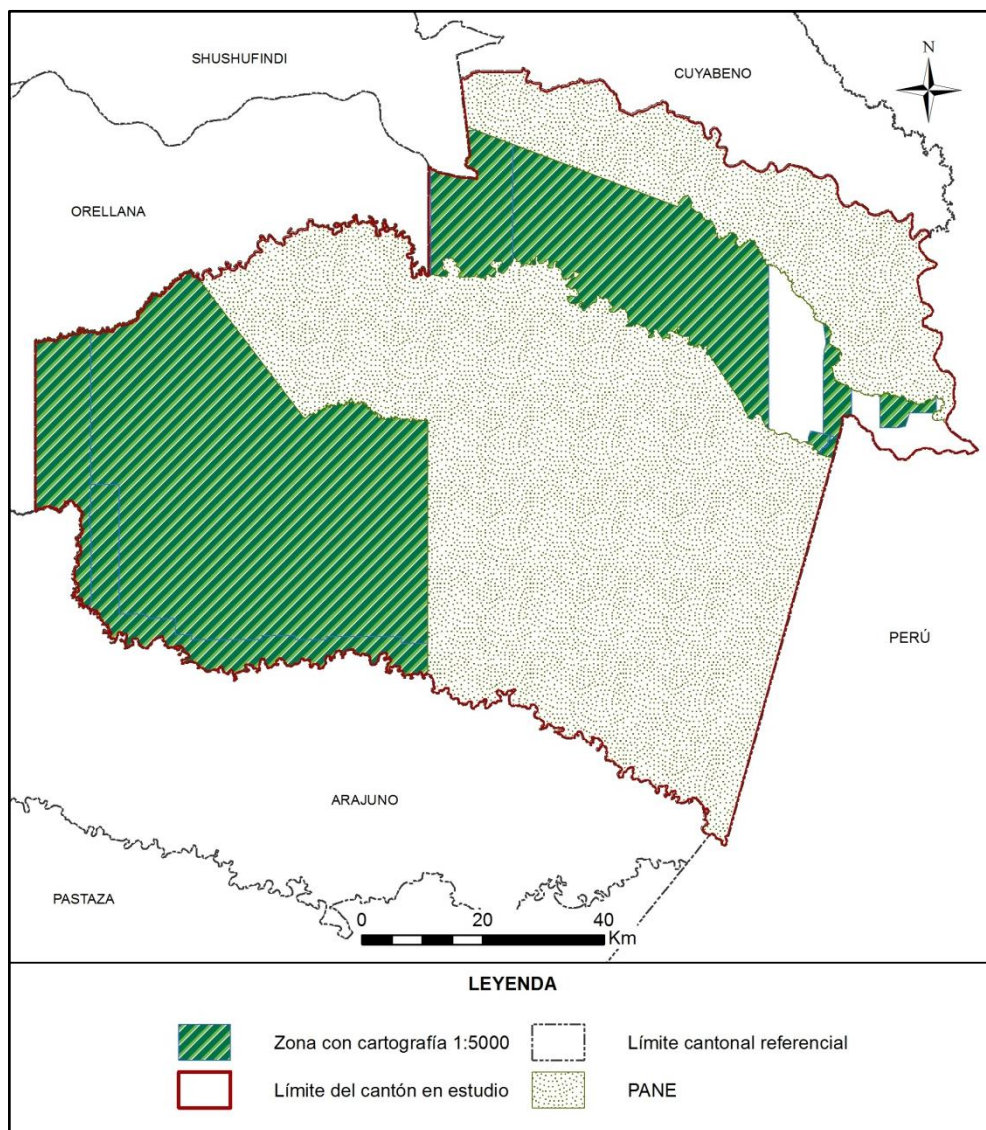 SHUSHUFINDI
CUYABENO
N
ORELLANA
PERÚ
ARAJUNO
PASTAZA
0 20 40
Km
LEYENDA
Zona con cartografía 1:5000
Límite cantonal referencial
Límite del cantón en estudio
PANE